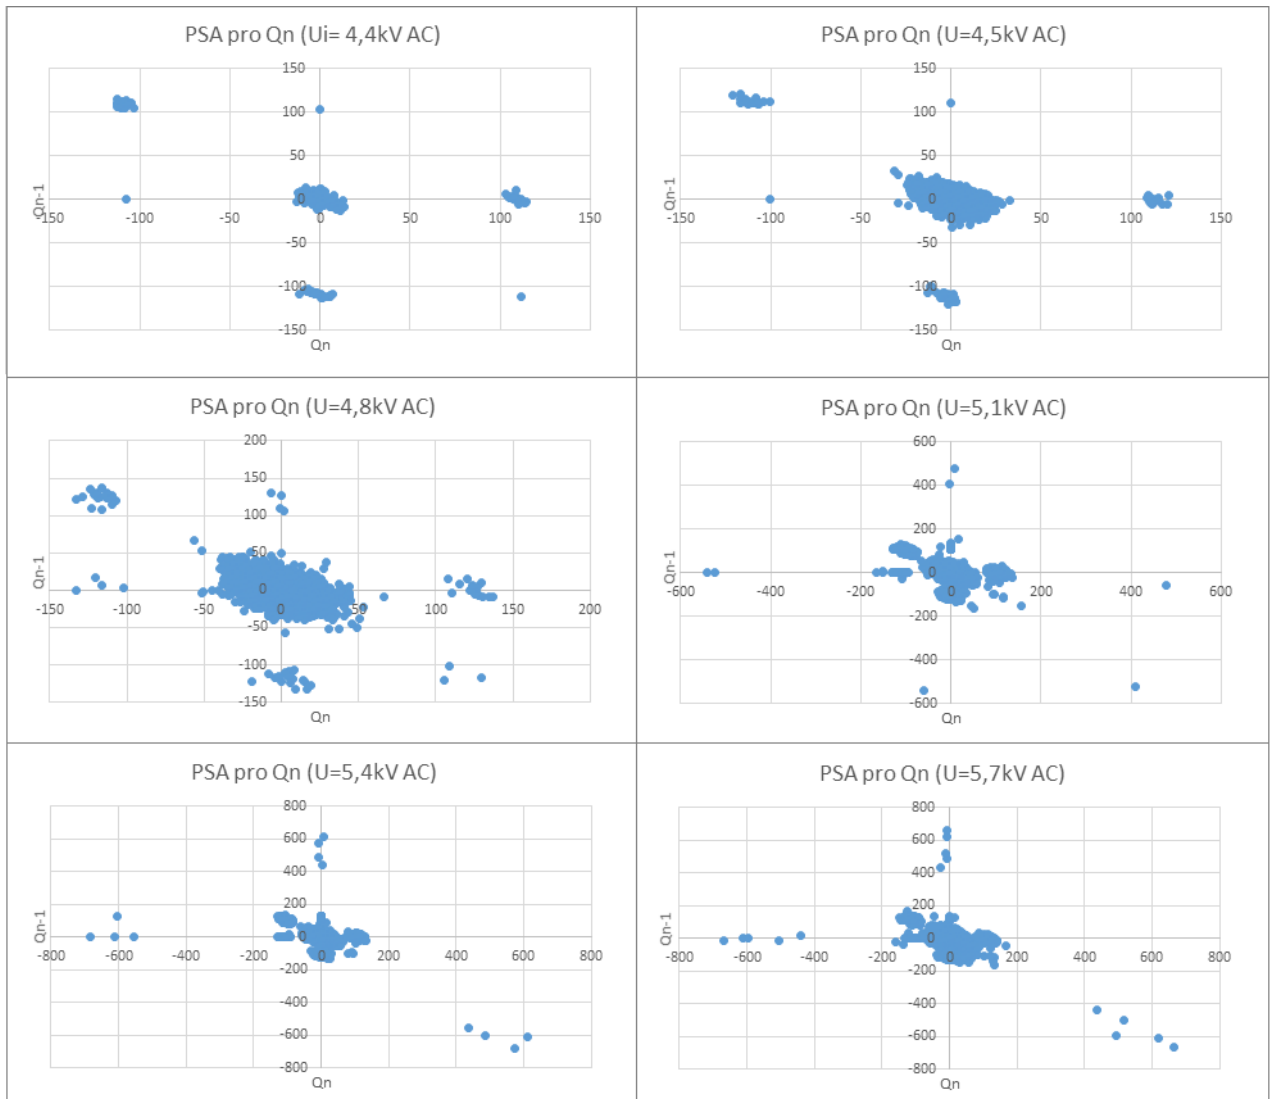 PSA pro Qn (Ui= 4,4kV AC)
150
100
50
0
-150 -100 -50 0 50 100 150
-50
-100
-150
Qn-1
Qn
PSA pro Qn (U=4,5kV AC)
150
100
50
0
-150 -100 -50 0 50 100 150
-50
-100
-150
Qn-1
Qn
PSA pro Qn (U=4,8kV AC)
200
150
100
50
0
-150 -100 -50 0 50 100 150 200
-50
-100
-150
Qn-1
Qn
PSA pro Qn (U=5,1kV AC)
600
400
200
0
-600 -400 -200 0 200 400 600
-200
-400
-600
Qn-1
Qn
PSA pro Qn (U=5,4kV AC)
800
600
400
200
0
-800 -600 -400 -200 0 200 400 600 800
-200
-400
-600
-800
Qn-1
Qn
PSA pro Qn (U=5,7kV AC)
800
600
400
200
0
-800 -600 -400 -200 0 200 400 600 800
-200
-400
-600
-800
Qn-1
Qn